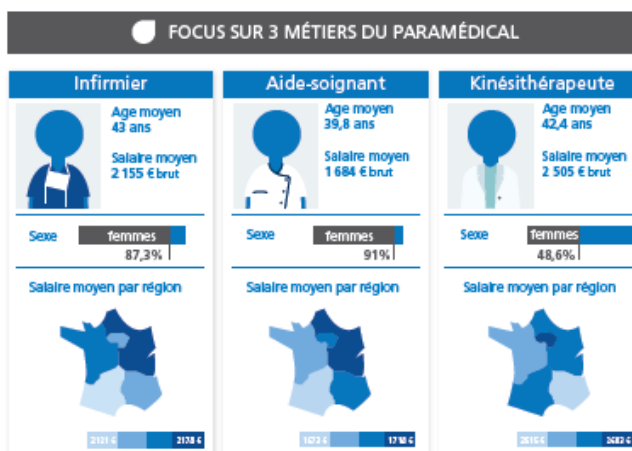 FOCUS SUR 3 MÉTIERS DU PARAMÉDICAL
Infirmier
Age moyen
43 ans
Salaire moyen
2 155 € brut
Sexe
femmes
87,3%
Salaire moyen par région
2131 €
2178 €
Aide-soignant
Age moyen
39,8 ans
Salaire moyen
1 684 € brut
Sexe
femmes
91%
Salaire moyen par région
1718 €
Kinésithérapeute
Age moyen
42,4 ans
Salaire moyen
2 505 € brut
Sexe
femmes
48,6%
Salaire moyen par région